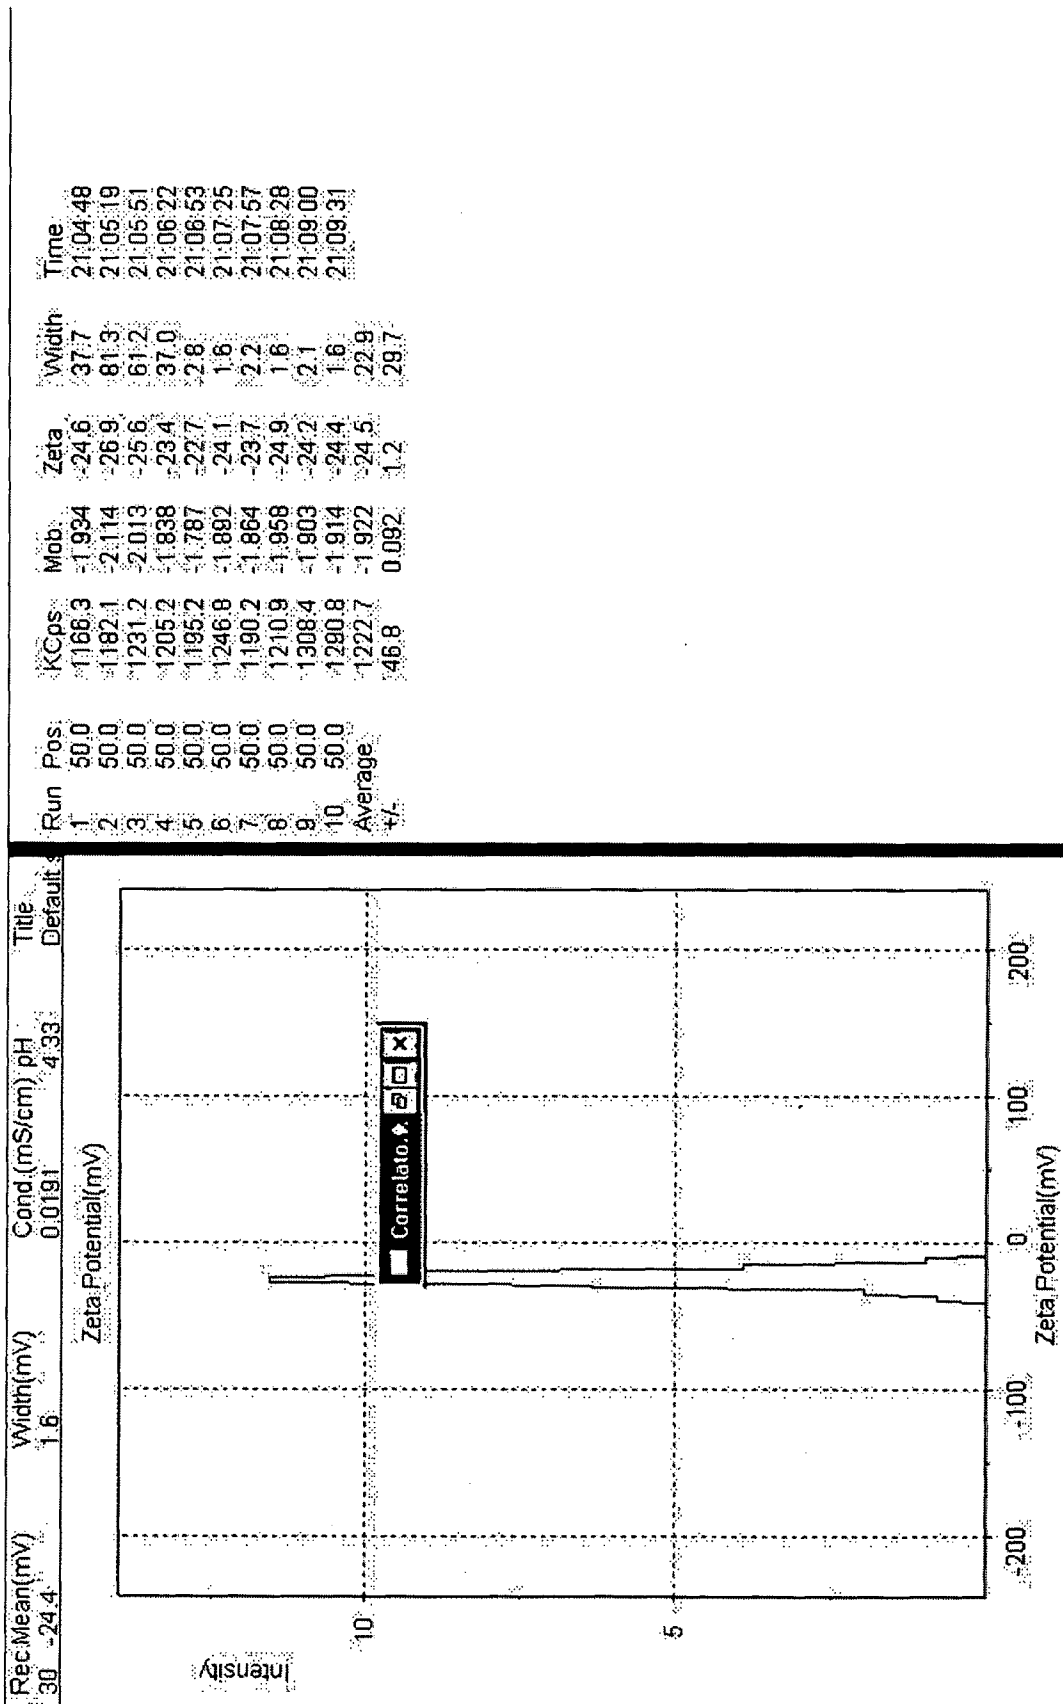 Rec Mean(mV) Width(mV) Cond.(mS/cm) pH Title
30 -24.4 1.6 0.0191 4.33 Default s
Zeta Potential(mV)
Intensity
10
5
Correlato.
-200 -100 0 100 200
Zeta Potential(mV)
Run Pos. KCps. Mob. Zeta Width Time
1 50.0 1166.3 -1.934 -24.6 37.7 21:04:48
2 50.0 1182.1 -2.114 -26.9 81.3 21:05:19
3 50.0 1231.2 -2.013 -25.6 61.2 21:05:51
4 50.0 1205.2 -1.838 -23.4 37.0 21:06:22
5 50.0 1195.2 -1.787 -22.7 2.8 21:06:53
6 50.0 1246.8 -1.892 -24.1 1.6 21:07:25
7 50.0 1190.2 -1.864 -23.7 2.2 21:07:57
8 50.0 1210.9 -1.958 -24.9 1.6 21:08:28
9 50.0 1308.4 -1.903 -24.2 2.1 21:09:00
10 50.0 1290.8 -1.914 -24.4 1.6 21:09:31
Average 1222.7 -1.922 -24.5 22.9
+/- 46.8 0.092 1.2 29.7